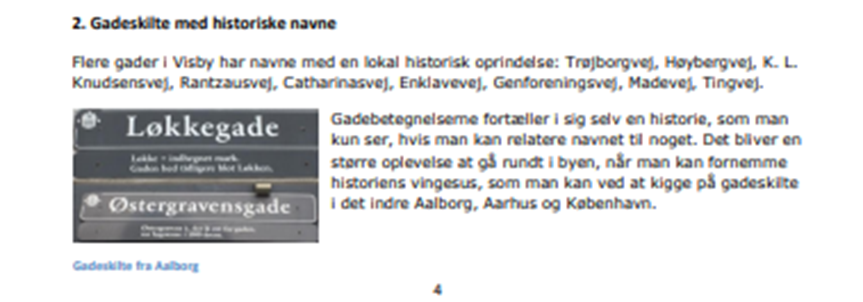 2. Gadeskilte med historiske navne
Flere gader i Visby har navne med en lokal historisk oprindelse: Trøjborgvej, Høybergvej, K. L.
Knudsensvej, Rantzausvej, Catharinasvej, Enklavevej, Genforeningsvej, Madevej, Tingvej.
Løkkegade
Løkke = indhegnet mark.
Gaden hed tidligere blot Løkken.
Østergravensgade
Gadebetegnelserne fortæller i sig selv en historie, som man
kun ser, hvis man kan relatere navnet til noget. Det bliver en
større oplevelse at gå rundt i byen, når man kan fornemme
historiens vingesus, som man kan ved at kigge på gadeskilte
i det indre Aalborg, Aarhus og København.
Gadeskilte fra Aalborg
4